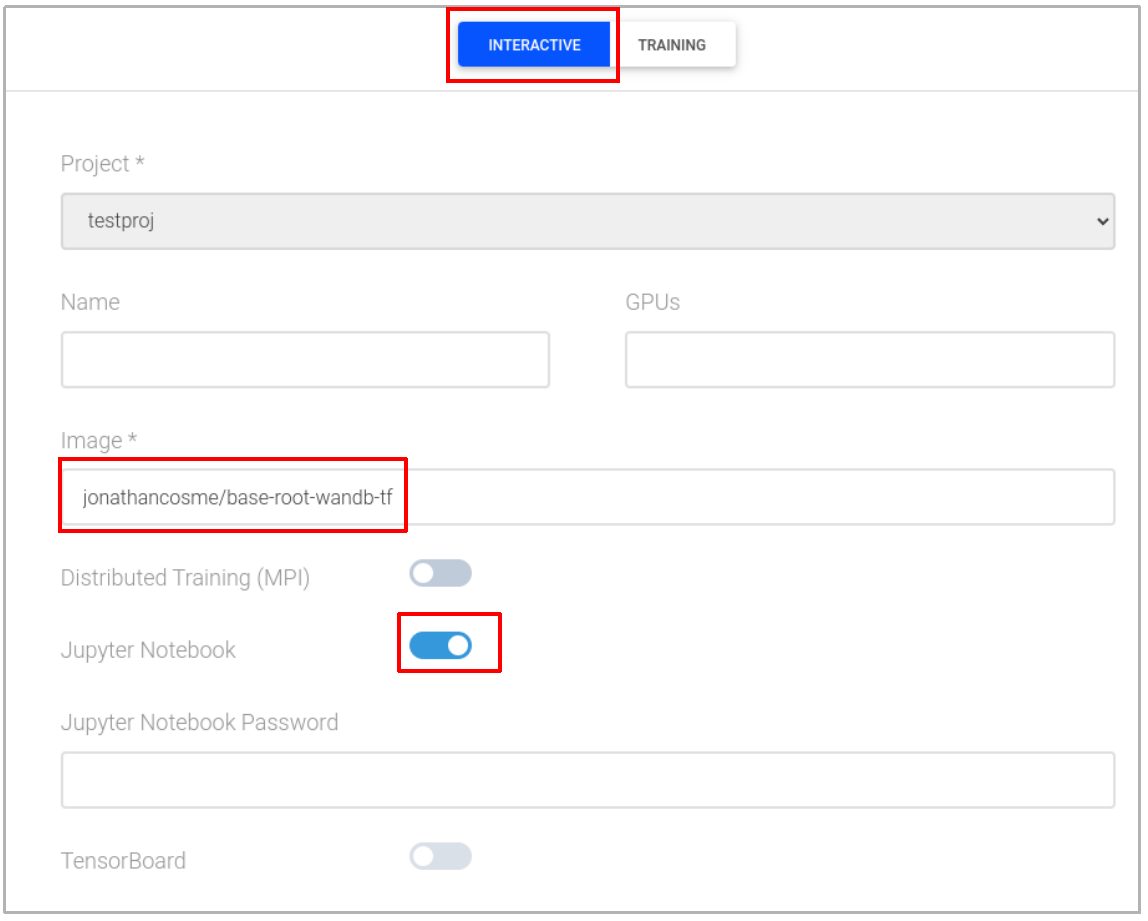 INTERACTIVE TRAINING
Project *
testproj
Name GPUs
Image *
jonathancosme/base-root-wandb-tf
Distributed Training (MPI)
Jupyter Notebook
Jupyter Notebook Password
TensorBoard